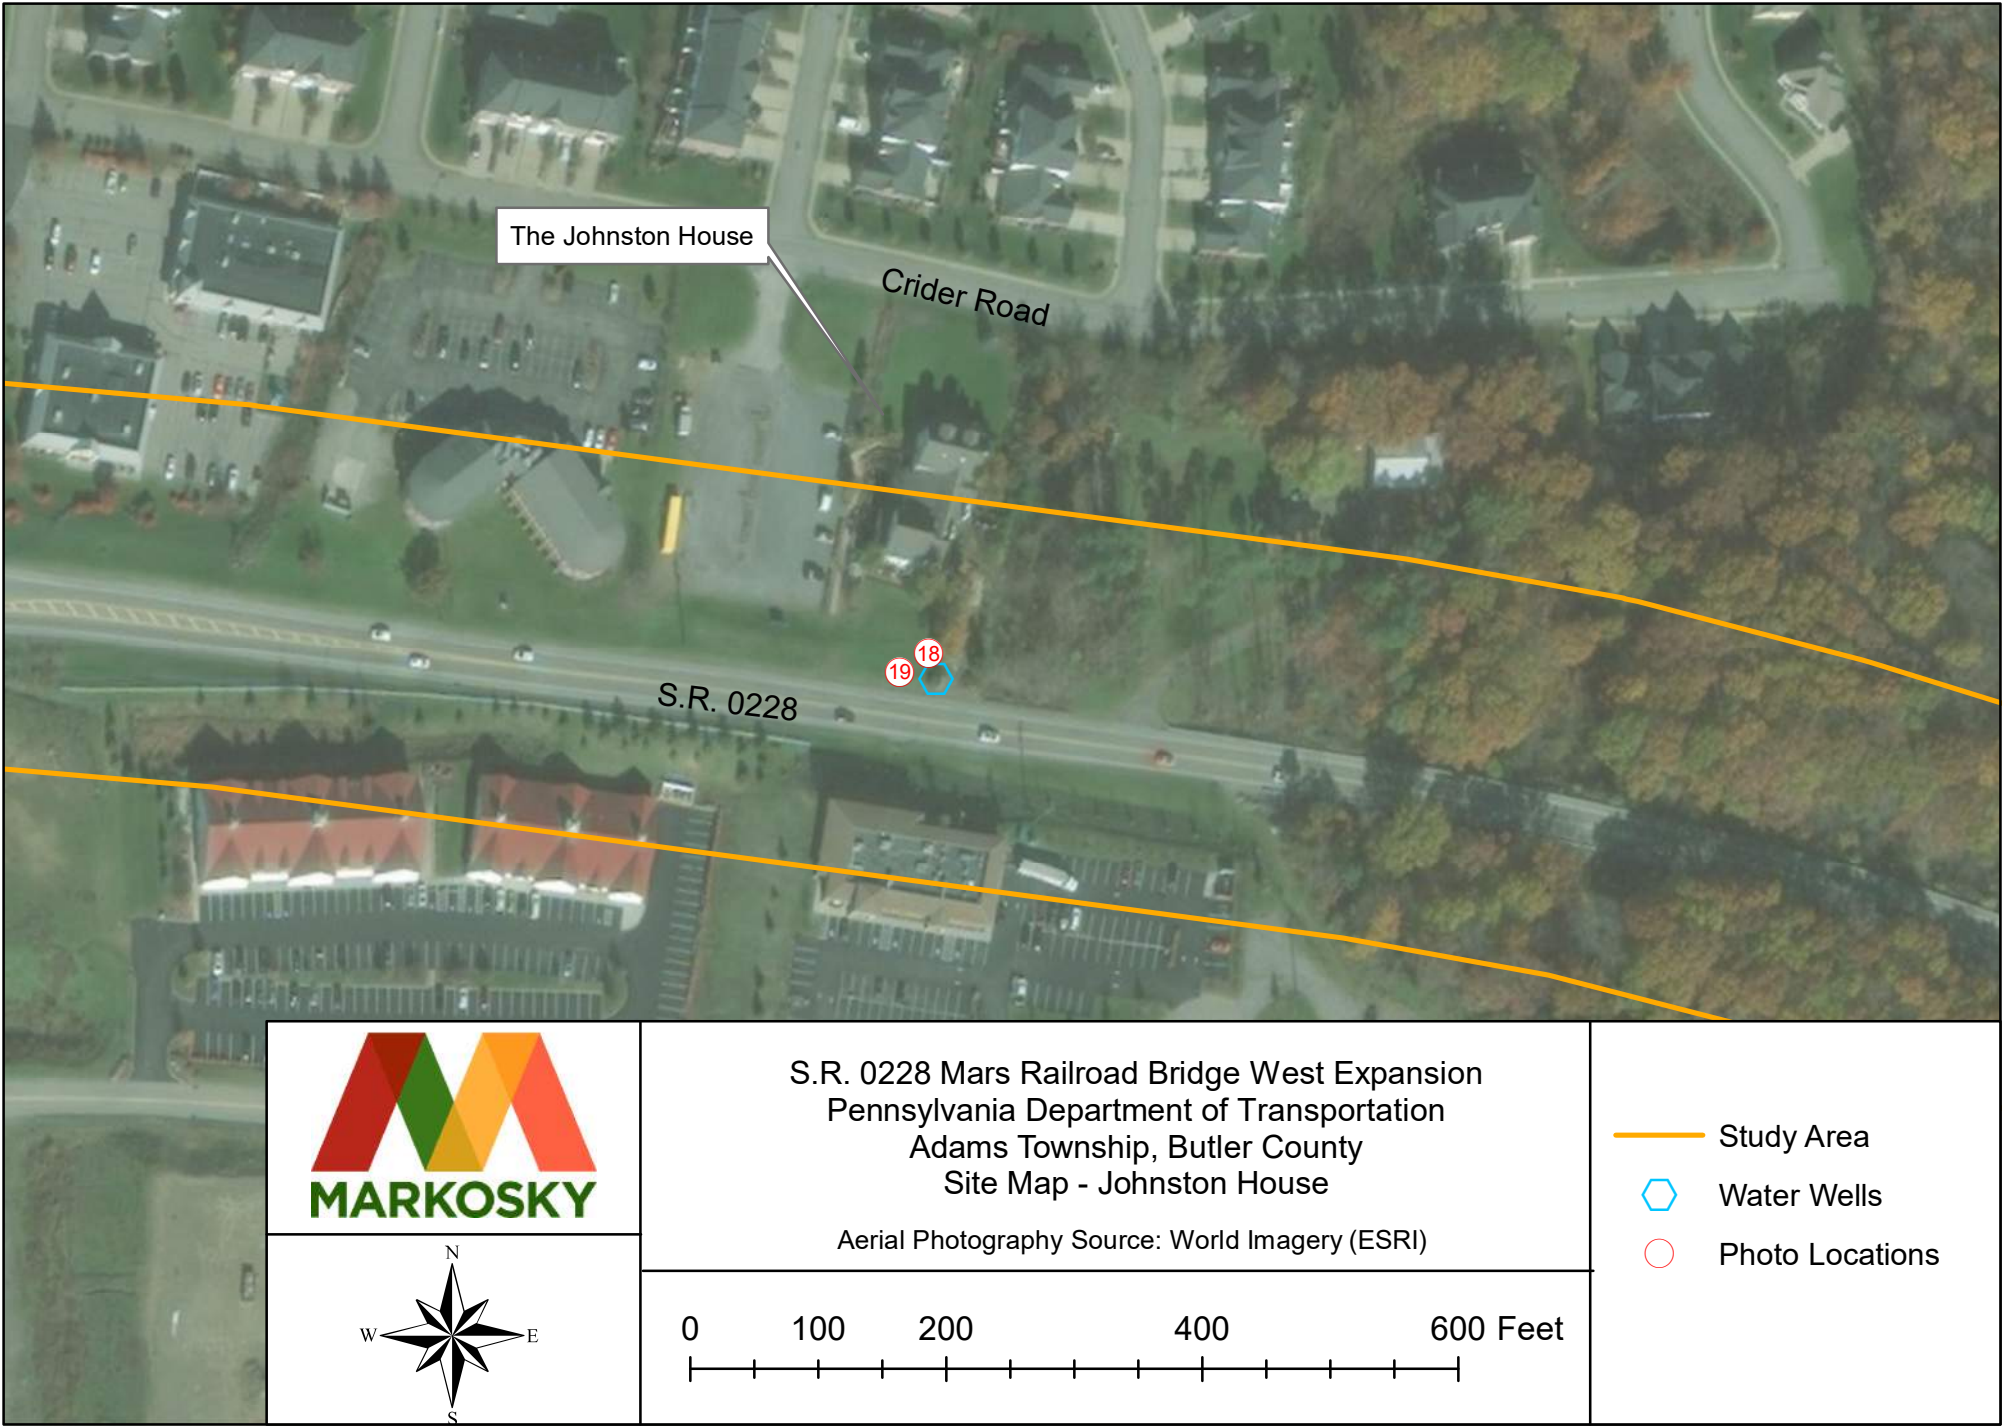 The Johnston House
Crider Road
18
19
S.R. 0228
MARKOSKY
N
W
E
S
S.R. 0228 Mars Railroad Bridge West Expansion
Pennsylvania Department of Transportation
Adams Township, Butler County
Site Map - Johnston House
Aerial Photography Source: World Imagery (ESRI)
0 100 200 400 600 Feet
Study Area
Water Wells
Photo Locations